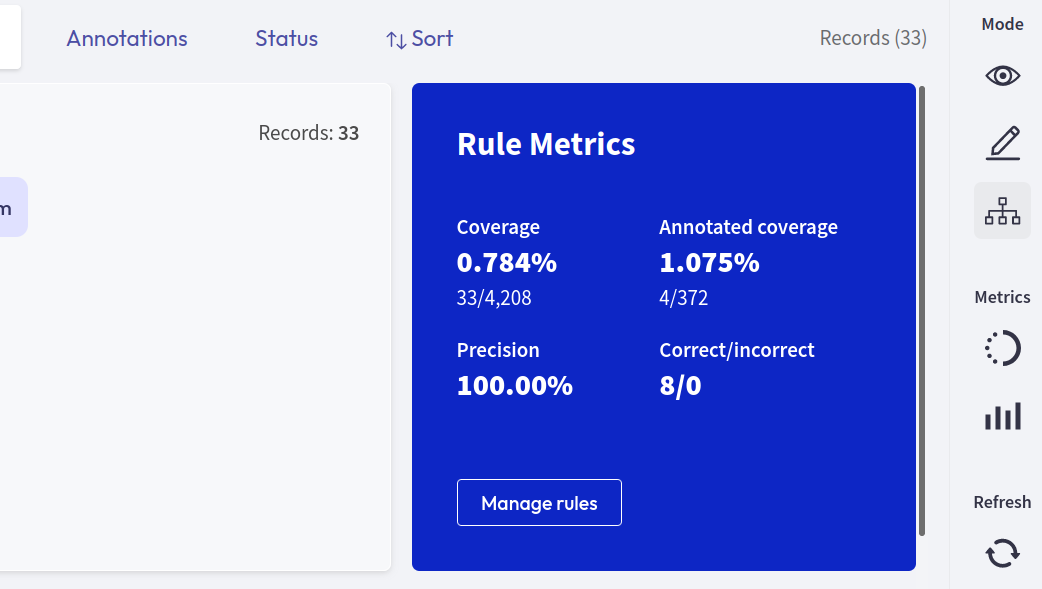 Annotations Status Sort Records (33) Mode
Records: 33
Rule Metrics
m
Coverage Annotated coverage
0.784% 1.075%
33/4,208 4/372
Metrics
Precision Correct/incorrect
100.00% 8/0
Manage rules Refresh